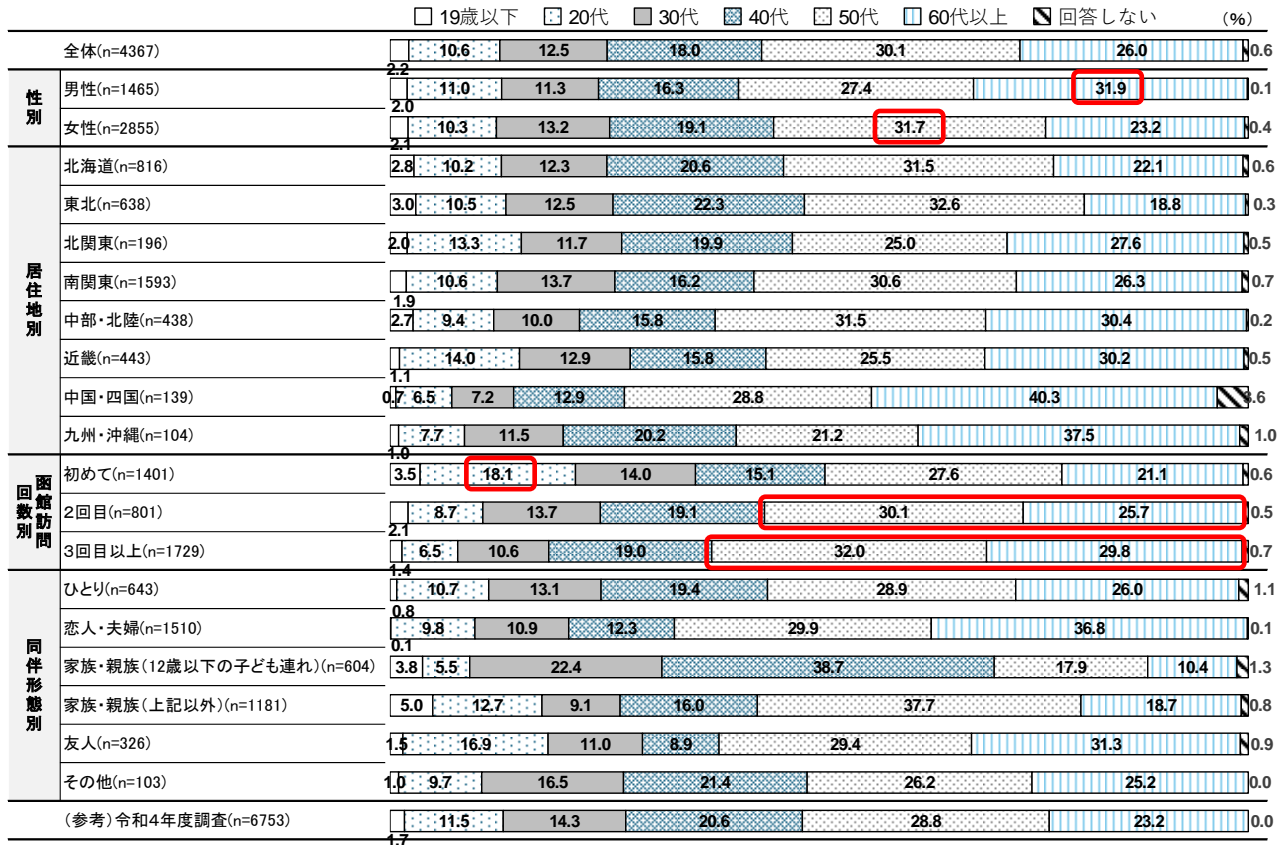 19歳以下 20代 30代 40代 50代 60代以上 回答しない (%)
全体(n=4367) 2.2 10.6 12.5 18.0 30.1 26.0 0.6
性別
男性(n=1465) 2.0 11.0 11.3 16.3 27.4 31.9 0.1
女性(n=2855) 2.1 10.3 13.2 19.1 31.7 23.2 0.4
居住地別
北海道(n=816) 2.8 10.2 12.3 20.6 31.5 22.1 0.6
東北(n=638) 3.0 10.5 12.5 22.3 32.6 18.8 0.3
北関東(n=196) 2.0 13.3 11.7 19.9 25.0 27.6 0.5
南関東(n=1593) 1.9 10.6 13.7 16.2 30.6 26.3 0.7
中部・北陸(n=438) 2.7 9.4 10.0 15.8 31.5 30.4 0.2
近畿(n=443) 1.1 14.0 12.9 15.8 25.5 30.2 0.5
中国・四国(n=139) 0.7 6.5 7.2 12.9 28.8 40.3 3.6
九州・沖縄(n=104) 1.0 7.7 11.5 20.2 21.2 37.5 1.0
函館訪問回数別
初めて(n=1401) 3.5 18.1 14.0 15.1 27.6 21.1 0.6
2回目(n=801) 2.1 8.7 13.7 19.1 30.1 25.7 0.5
3回目以上(n=1729) 1.4 6.5 10.6 19.0 32.0 29.8 0.7
同伴形態別
ひとり(n=643) 0.8 10.7 13.1 19.4 28.9 26.0 1.1
恋人・夫婦(n=1510) 0.1 9.8 10.9 12.3 29.9 36.8 0.1
家族・親族(12歳以下の子ども連れ)(n=604) 3.8 5.5 22.4 38.7 17.9 10.4 1.3
家族・親族(上記以外)(n=1181) 5.0 12.7 9.1 16.0 37.7 18.7 0.8
友人(n=326) 1.5 16.9 11.0 8.9 29.4 31.3 0.9
その他(n=103) 1.0 9.7 16.5 21.4 26.2 25.2 0.0
(参考)令和4年度調査(n=6753) 1.7 11.5 14.3 20.6 28.8 23.2 0.0